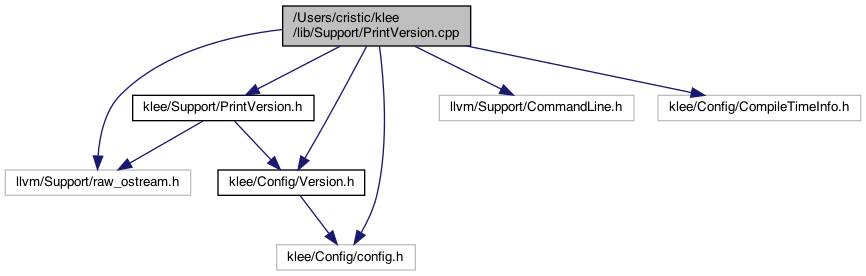 /Users/cristic/klee
/lib/Support/PrintVersion.cpp
klee/Support/PrintVersion.h
llvm/Support/CommandLine.h
klee/Config/CompileTimeInfo.h
llvm/Support/raw_ostream.h
klee/Config/Version.h
klee/Config/config.h